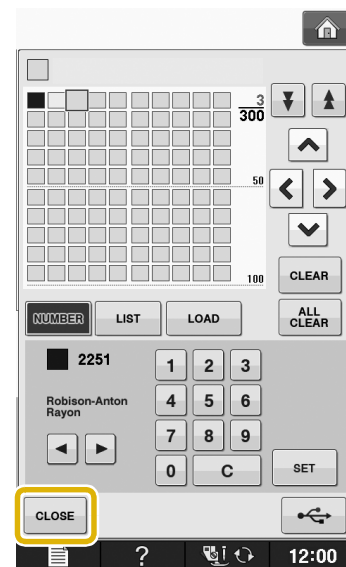 3
300
50
100
CLEAR
NUMBER
LIST
LOAD
ALL
CLEAR
2251
Robison-Anton
Rayon
1 2 3
4 5 6
7 8 9
0 C
SET
CLOSE
? 12:00